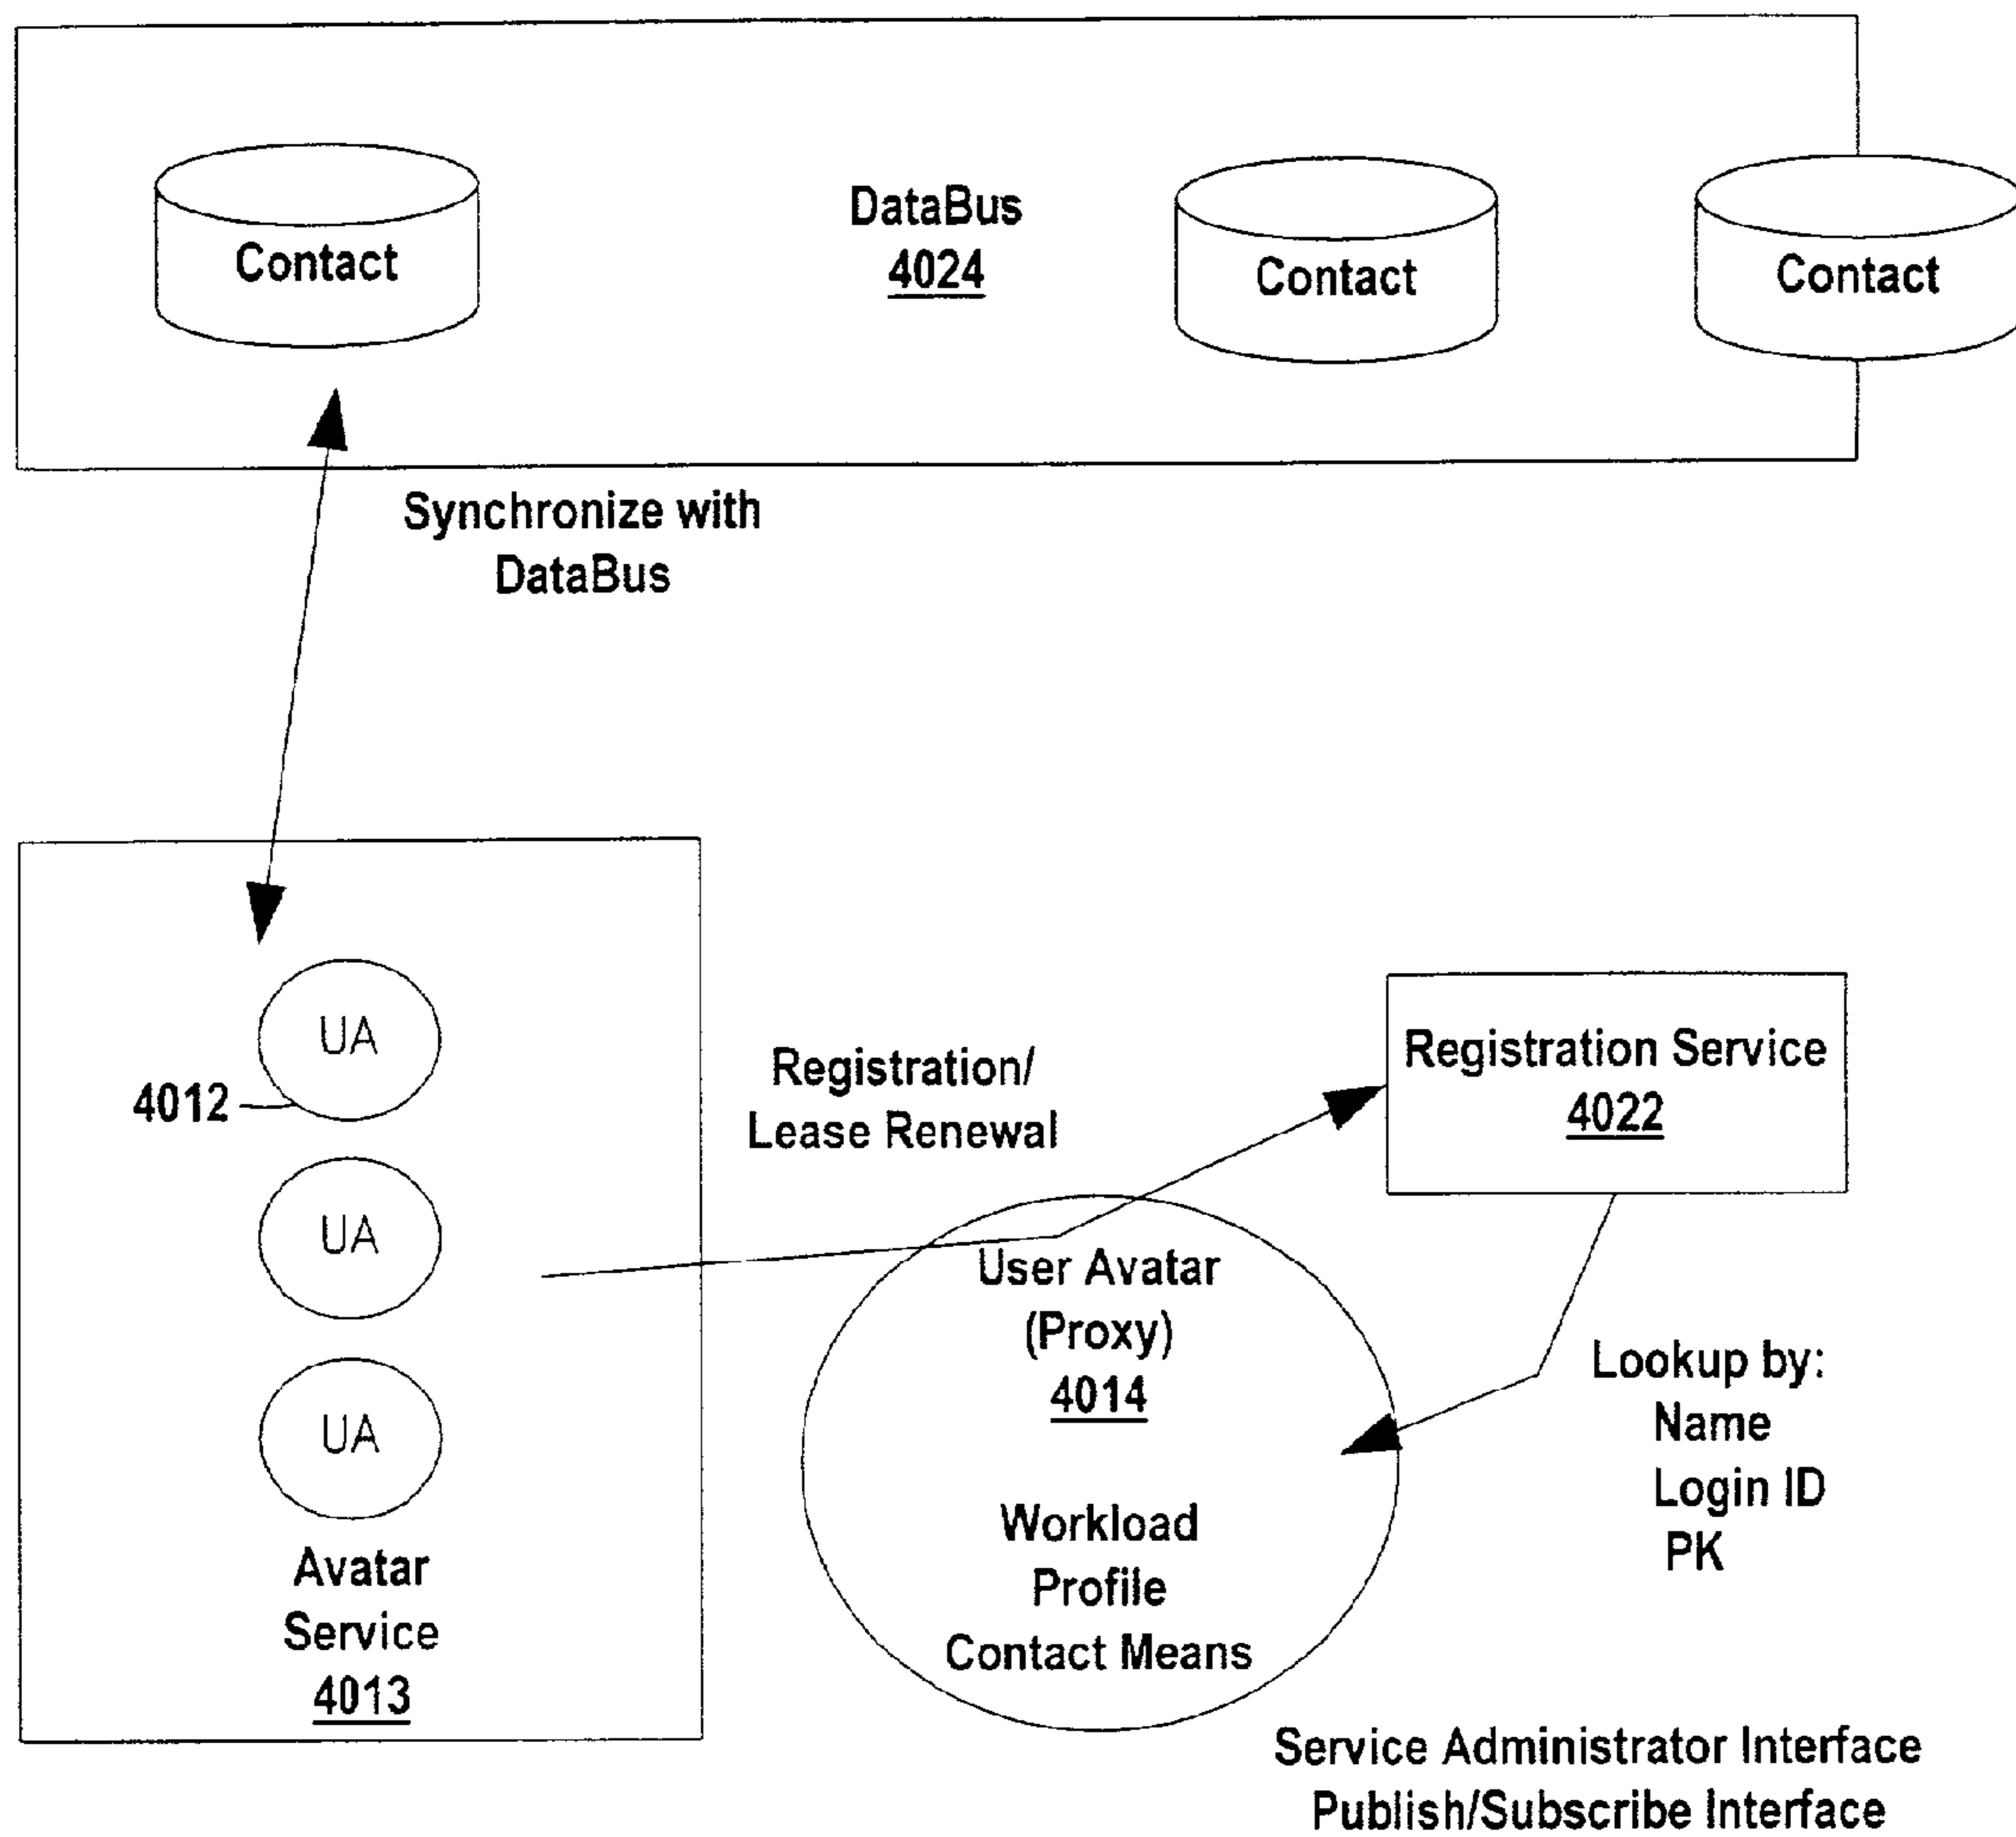 Contact
DataBus
4024
Contact
Contact
Synchronize with
DataBus
UA
4012
UA
UA
Avatar
Service
4013
Registration/
Lease Renewal
Registration Service
4022
User Avatar
(Proxy)
4014
Workload
Profile
Contact Means
Lookup by:
Name
Login ID
PK
Service Administrator Interface
Publish/Subscribe Interface